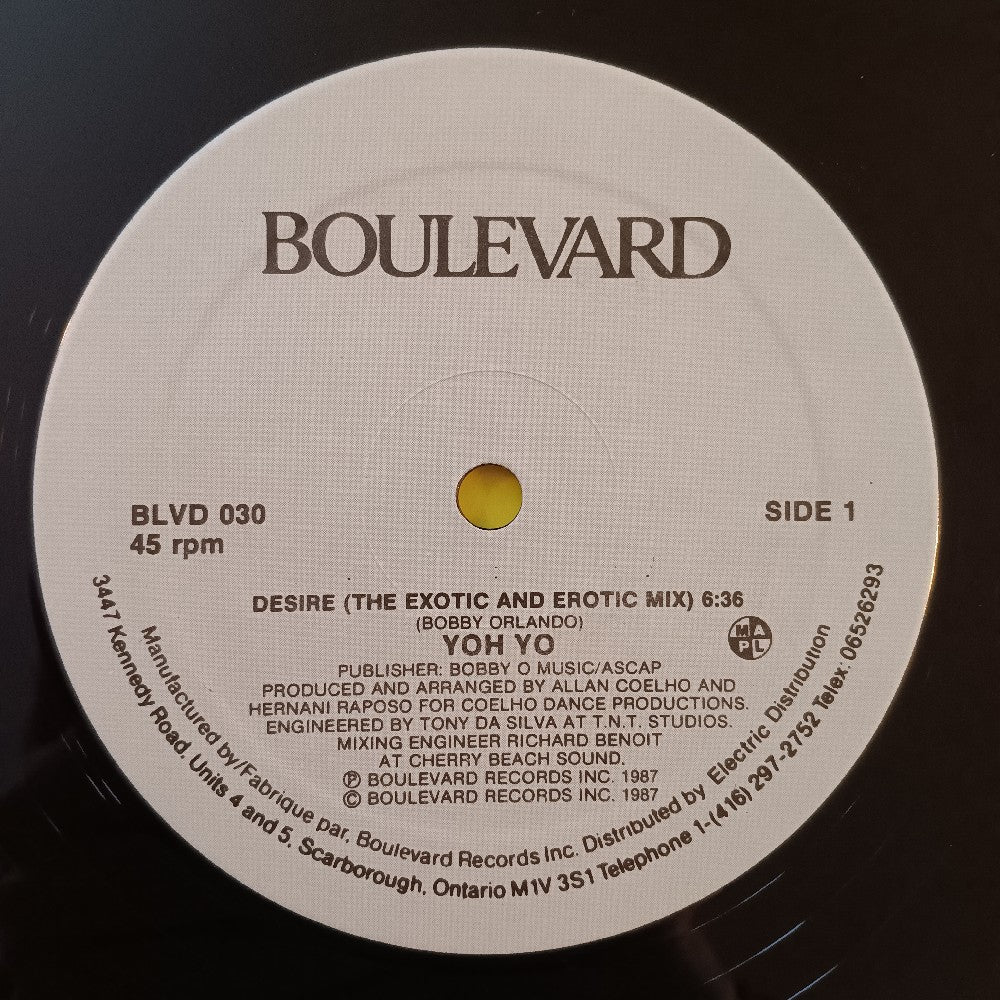 BOULEVARD
BLVD 030
45 rpm
SIDE 1
DESIRE (THE EXOTIC AND EROTIC MIX) 6:36
(BOBBY ORLANDO)
YOH YO
MA
PL
PUBLISHER: BOBBY O MUSIC/ASCAP
PRODUCED AND ARRANGED BY ALLAN COELHO AND
HERNANI RAPOSO FOR COELHO DANCE PRODUCTIONS.
ENGINEERED BY TONY DA SILVA AT T.N.T. STUDIOS.
MIXING ENGINEER RICHARD BENOIT
AT CHERRY BEACH SOUND.
Ⓟ BOULEVARD RECORDS INC. 1987
© BOULEVARD RECORDS INC. 1987
Manufactured by/Fabrique par, Boulevard Records Inc. Distributed by Electric Distribution
3447 Kennedy Road, Units 4 and 5, Scarborough, Ontario M1V 3S1 Telephone 1-(416) 297-2752 Telex: 06526293